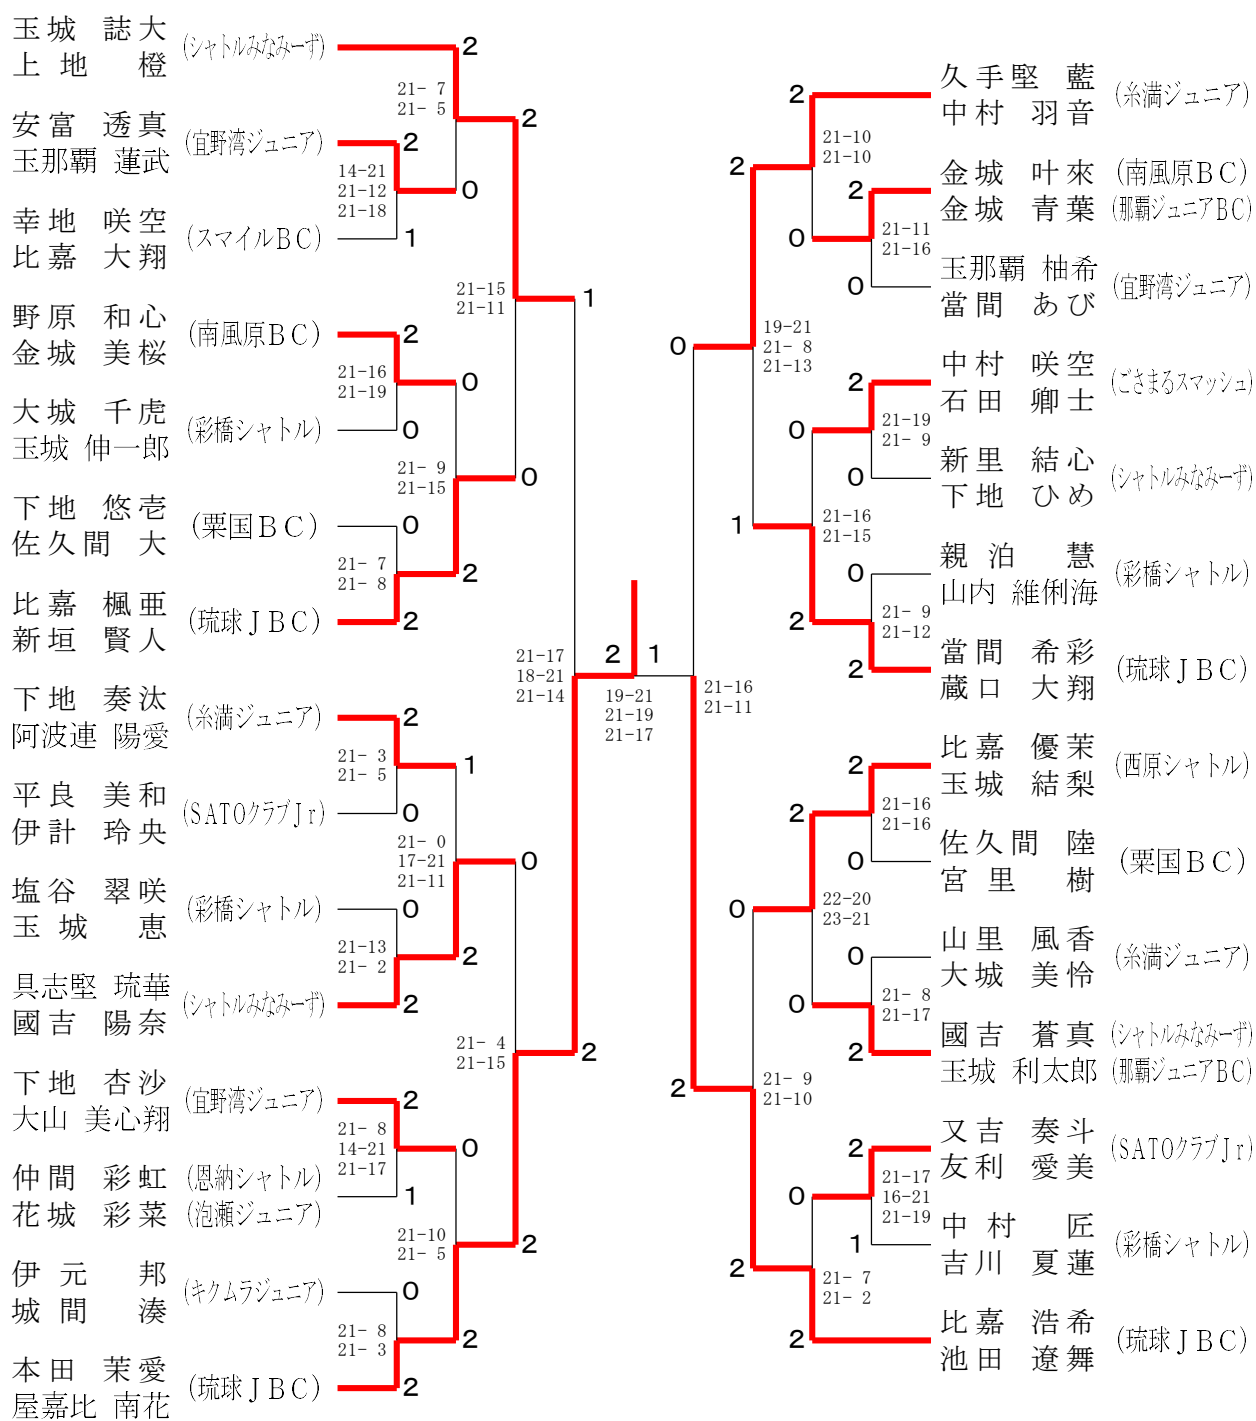 玉城 誌大 (シャトルみなみーず) 2
上地 橙
21- 7
21- 5
2
安富 透真 (宜野湾ジュニア) 2
玉那覇 蓮武
14-21
21-12
21-18
0
幸地 咲空 (スマイルBC) 1
比嘉 大翔
21-15
21-11
1
野原 和心 (南風原BC) 2
金城 美桜
21-16
21-19
0
大城 千虎 (彩橋シャトル) 0
玉城 伸一郎
21- 9
21-15
0
下地 悠壱 (粟国BC) 0
佐久間 大
21- 7
21- 8
2
比嘉 楓亜 (琉球JBC) 2
新垣 賢人
21-17
18-21
21-14
下地 奏汰 (糸満ジュニア) 2
阿波連 陽愛
21- 3
21- 5
1
平良 美和 (SATOクラブJr) 0
伊計 玲央
21- 0
17-21
21-11
0
塩谷 翠咲 (彩橋シャトル) 0
玉城 恵
21-13
21- 2
2
具志堅 琉華 (シャトルみなみーず) 2
國吉 陽奈
21- 4
21-15
2
下地 杏沙 (宜野湾ジュニア) 2
大山 美心翔
21- 8
14-21
21-17
0
仲間 彩虹 (恩納シャトル) 1
花城 彩菜 (泡瀬ジュニア)
21-10
21- 5
2
伊元 邦 (キクムラジュニア) 0
城間 湊
21- 8
21- 3
2
本田 茉愛 (琉球JBC) 2
屋嘉比 南花
2 1
19-21
21-19
21-17
2 久手堅 藍 (糸満ジュニア)
中村 羽音
21-10
21-10
2
2 金城 叶來 (南風原BC)
金城 青葉 (那覇ジュニアBC)
21-11
21-16
0
0 玉那覇 柚希 (宜野湾ジュニア)
當間 あび
19-21
21- 8
21-13
0
2 中村 咲空 (ごさまるスマッシュ)
石田 卿士
21-19
21- 9
0
0 新里 結心 (シャトルみなみーず)
下地 ひめ
21-16
21-15
1
0 親泊 慧 (彩橋シャトル)
山内 維俐海
21- 9
21-12
2
2 當間 希彩 (琉球JBC)
蔵口 大翔
21-16
21-11
2 比嘉 優茉 (西原シャトル)
玉城 結梨
21-16
21-16
2
0 佐久間 陸 (粟国BC)
宮里 樹
22-20
23-21
0
0 山里 風香 (糸満ジュニア)
大城 美怜
21- 8
21-17
0
2 國吉 蒼真 (シャトルみなみーず)
玉城 利太郎 (那覇ジュニアBC)
21- 9
21-10
2
2 又吉 奏斗 (SATOクラブJr)
友利 愛美
21-17
16-21
21-19
0
1 中村 匠 (彩橋シャトル)
吉川 夏蓮
21- 7
21- 2
2
2 比嘉 浩希 (琉球JBC)
池田 遼舞